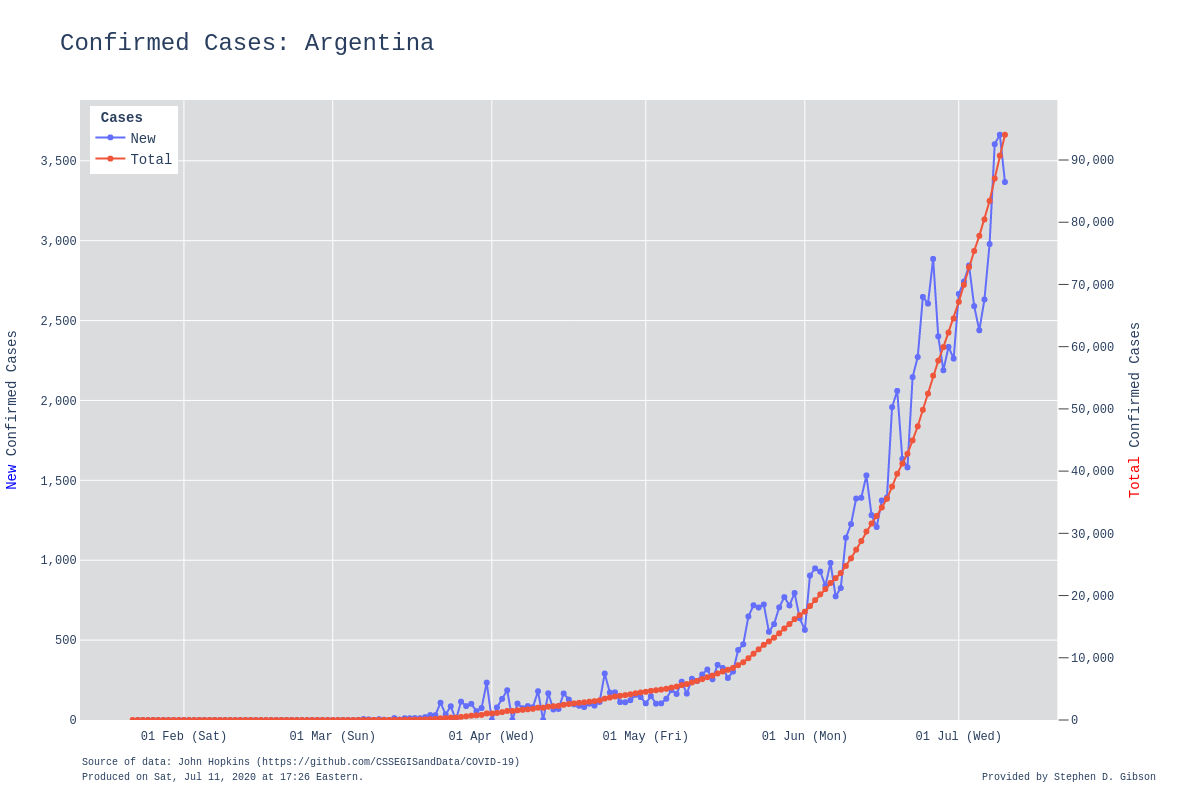 Confirmed Cases: Argentina
Cases
New
Total
3,500
3,000
2,500
2,000
1,500
1,000
500
0
New Confirmed Cases
90,000
80,000
70,000
60,000
50,000
40,000
30,000
20,000
10,000
0
Total Confirmed Cases
01 Feb (Sat)
01 Mar (Sun)
01 Apr (Wed)
01 May (Fri)
01 Jun (Mon)
01 Jul (Wed)
Source of data: John Hopkins (https://github.com/CSSEGISandData/COVID-19)
Produced on Sat, Jul 11, 2020 at 17:26 Eastern.
Provided by Stephen D. Gibson